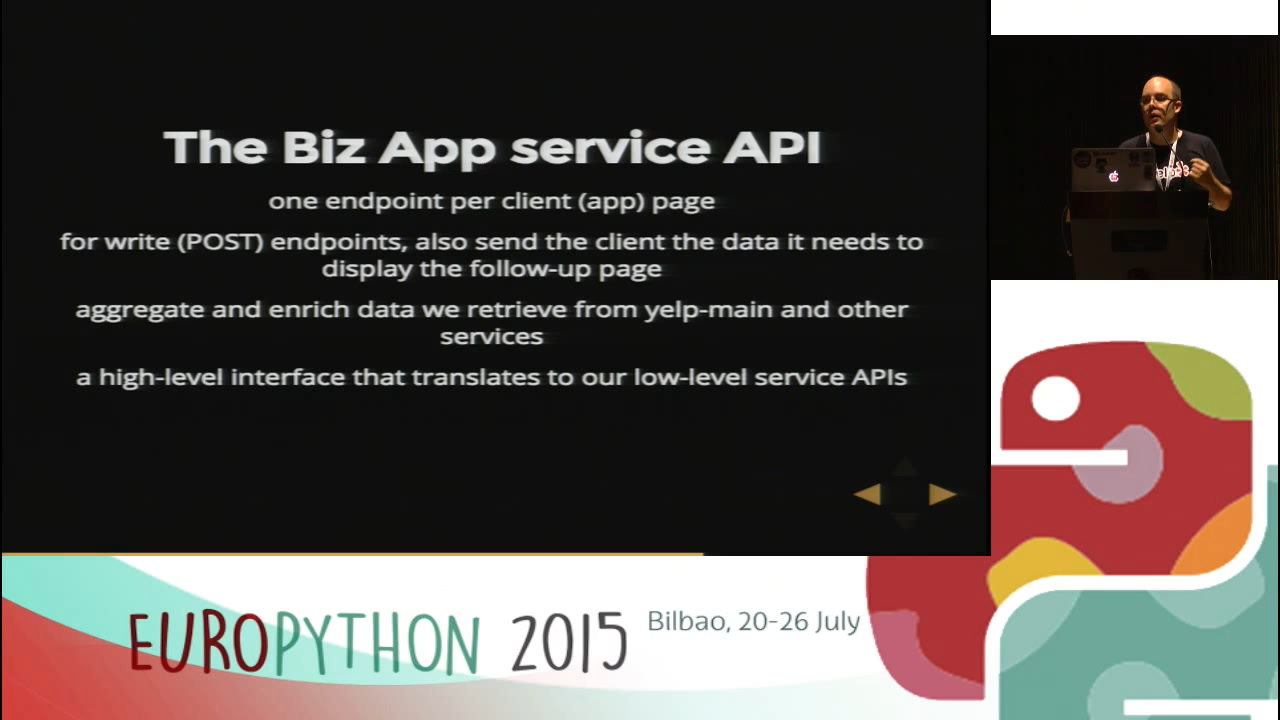 The Biz App service API
one endpoint per client (app) page
for write (POST) endpoints, also send the client the data it needs to
display the follow-up page
aggregate and enrich data we retrieve from yelp-main and other
services
a high-level interface that translates to our low-level service APIs
EUROPYTHON 2015
Bilbao, 20-26 July